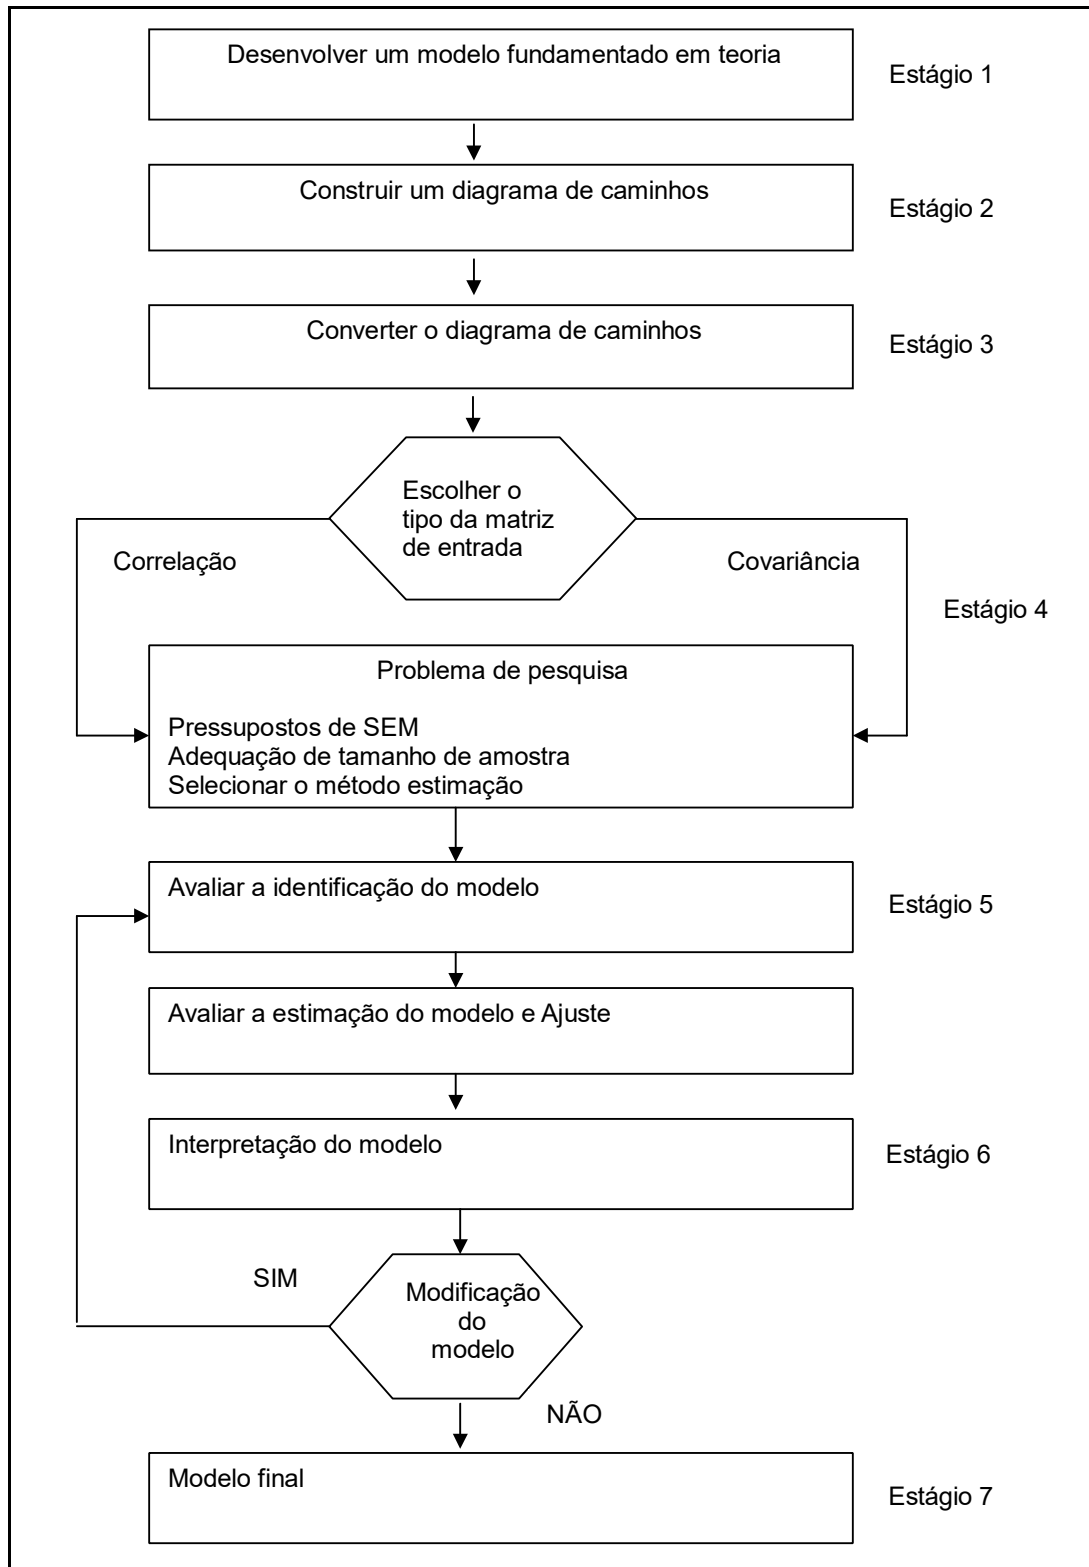 Desenvolver um modelo fundamentado em teoria
Estágio 1
Construir um diagrama de caminhos
Estágio 2
Converter o diagrama de caminhos
Estágio 3
Escolher o
tipo da matriz
de entrada
Correlação
Covariância
Estágio 4
Problema de pesquisa
Pressupostos de SEM
Adequação de tamanho de amostra
Selecionar o método estimação
Avaliar a identificação do modelo
Estágio 5
Avaliar a estimação do modelo e Ajuste
Interpretação do modelo
Estágio 6
SIM
Modificação
do
modelo
NÃO
Modelo final
Estágio 7